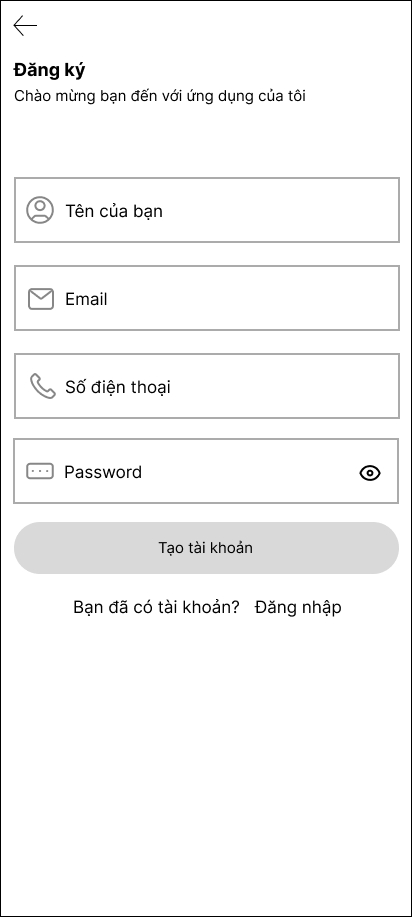 Đăng ký
Chào mừng bạn đến với ứng dụng của tôi
Tên của bạn
Email
Số điện thoại
Password
Tạo tài khoản
Bạn đã có tài khoản? Đăng nhập